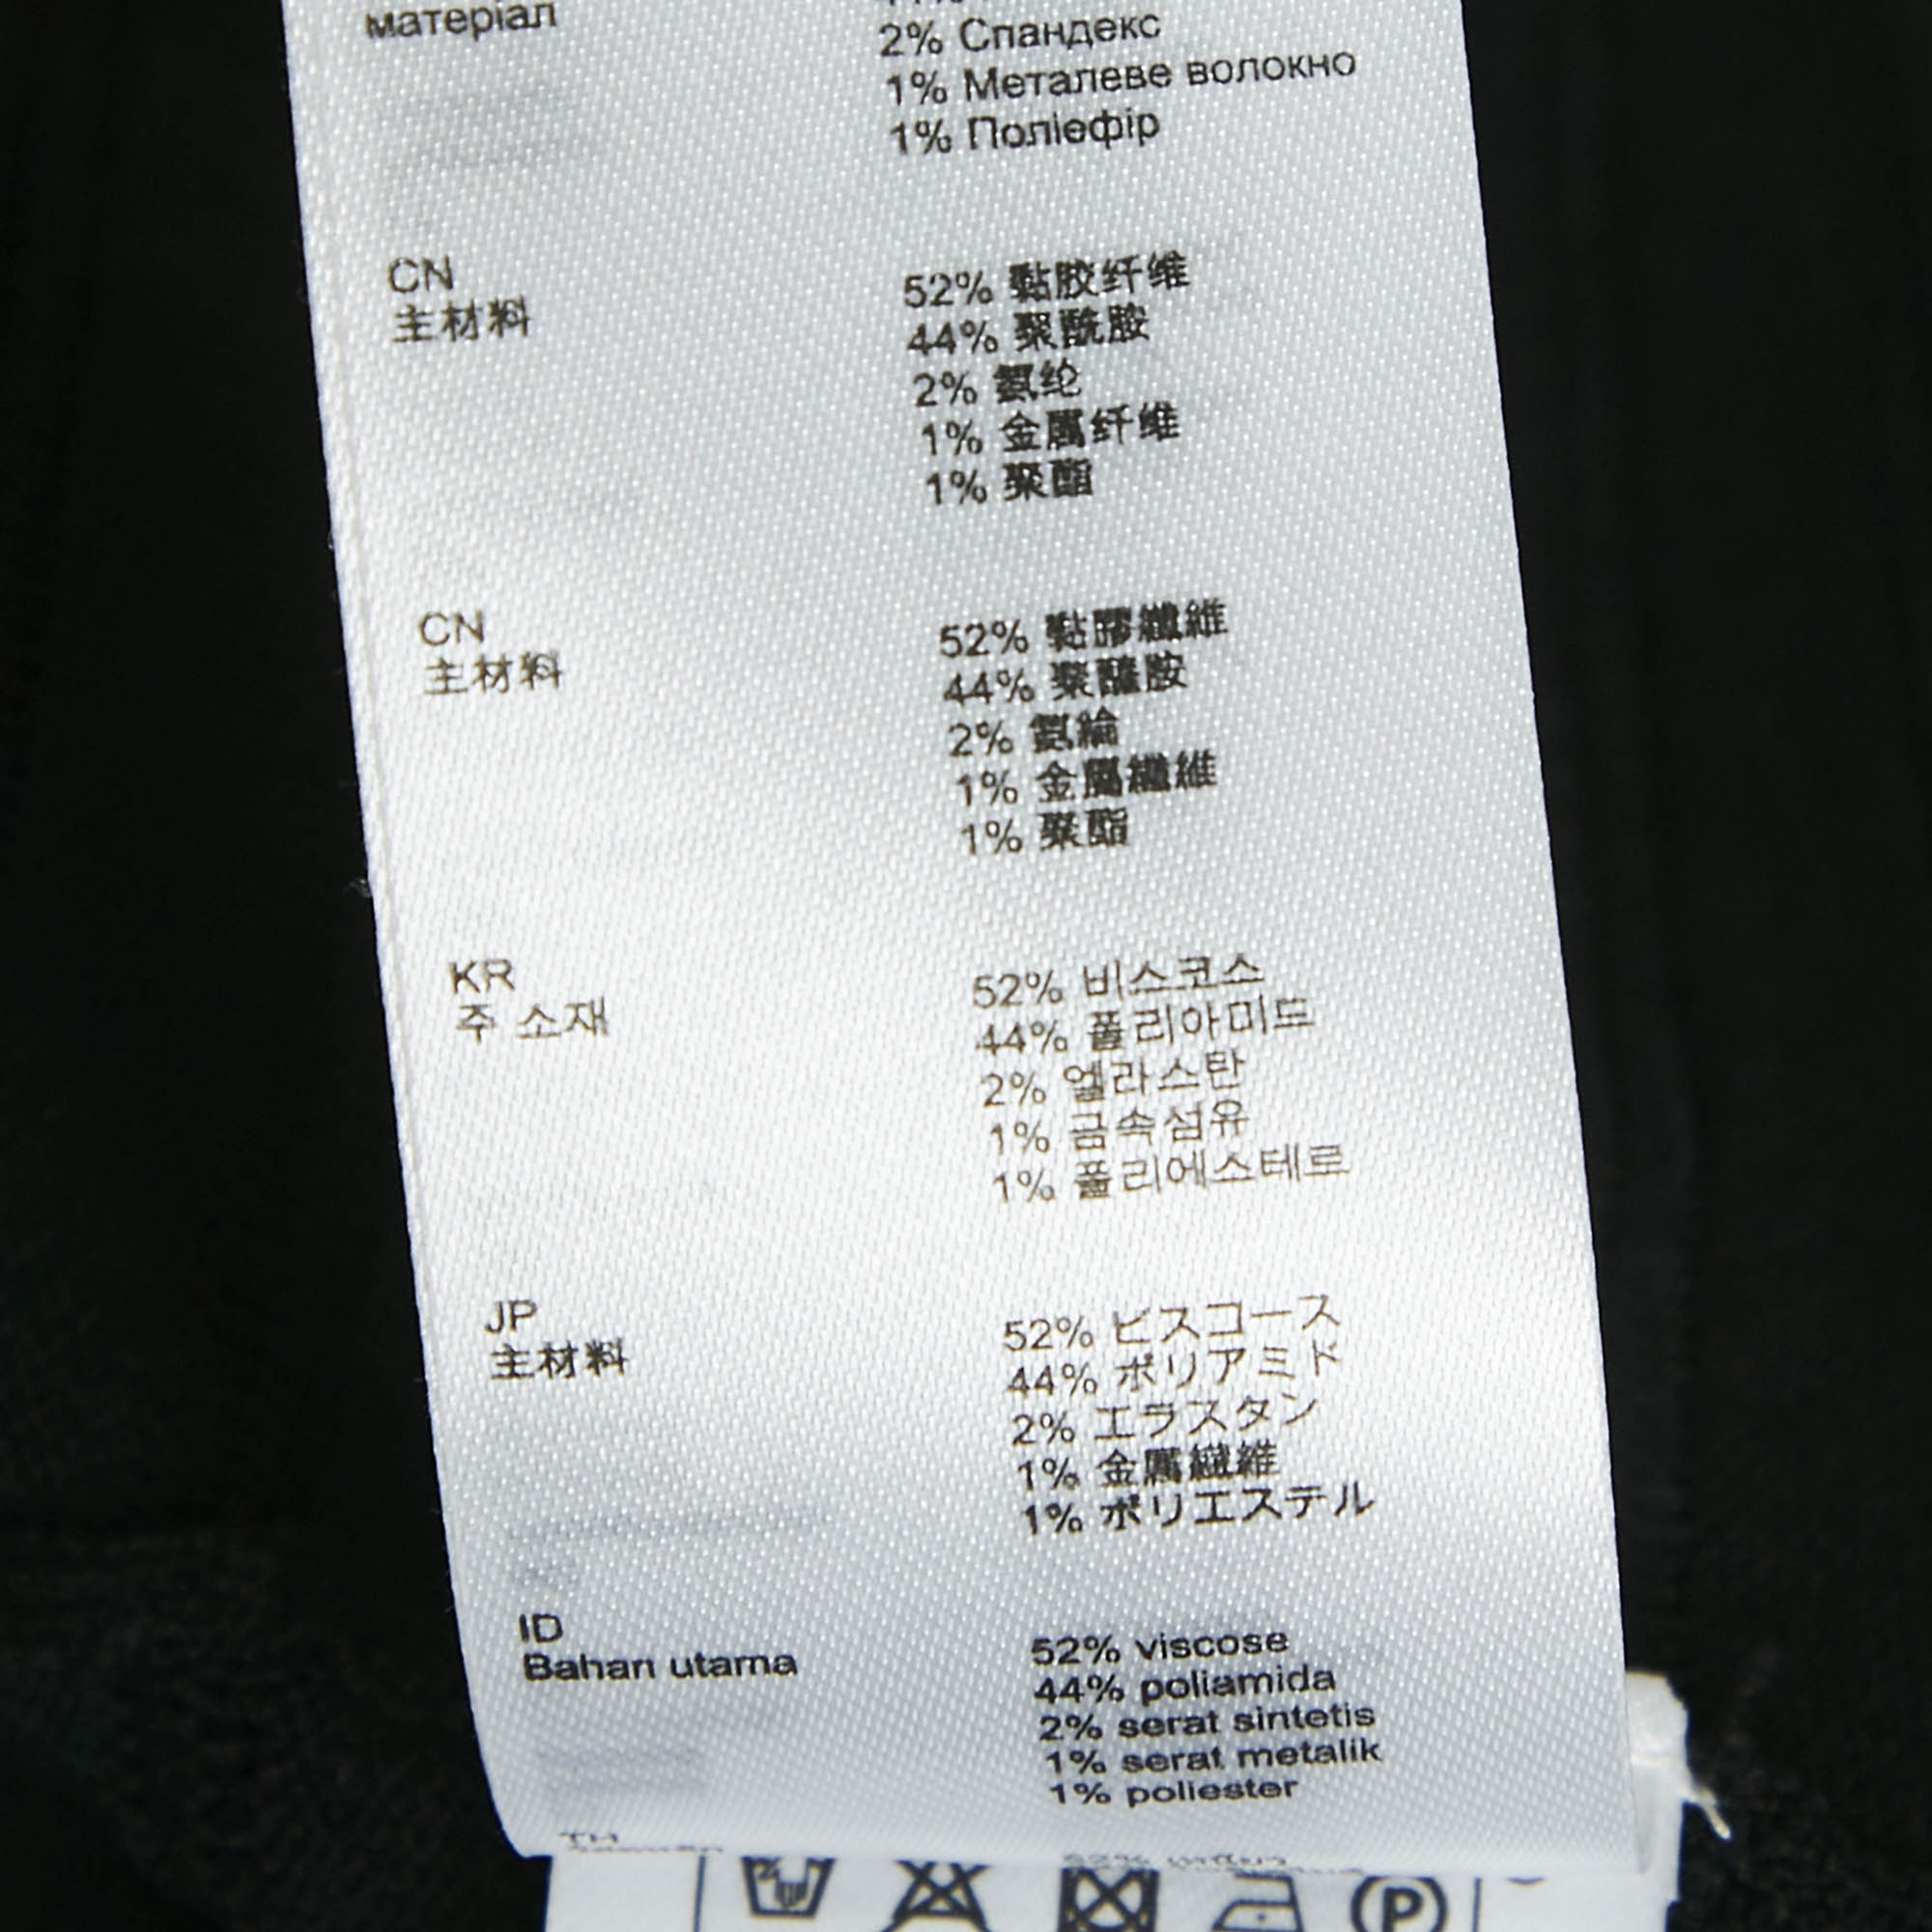 матеріал
2% Спандекс
1% Металеве волокно
1% Поліефір
CN
主材料
52% 黏胶纤维
44% 聚酰胺
2% 氨纶
1% 金属纤维
1% 聚酯
CN
主材料
52% 黏膠纖維
44% 聚醯胺
2% 氨綸
1% 金屬纖維
1% 聚酯
KR
주 소재
52% 비스코스
44% 폴리아미드
2% 엘라스탄
1% 금속섬유
1% 폴리에스테르
JP
主材料
52% ビスコース
44% ポリアミド
2% エラスタン
1% 金属繊維
1% ポリエステル
ID
Bahan utama
52% viscose
44% poliamida
2% serat sintetis
1% serat metalik
1% poliester
TH
P